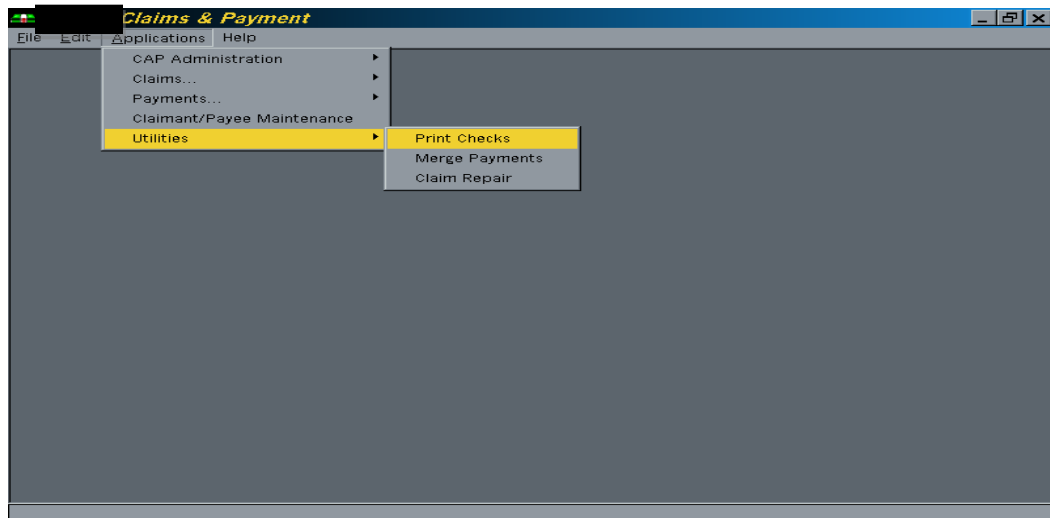 Claims & Payment
File Edit Applications Help
CAP Administration
Claims...
Payments...
Claimant/Payee Maintenance
Utilities Print Checks
Merge Payments
Claim Repair